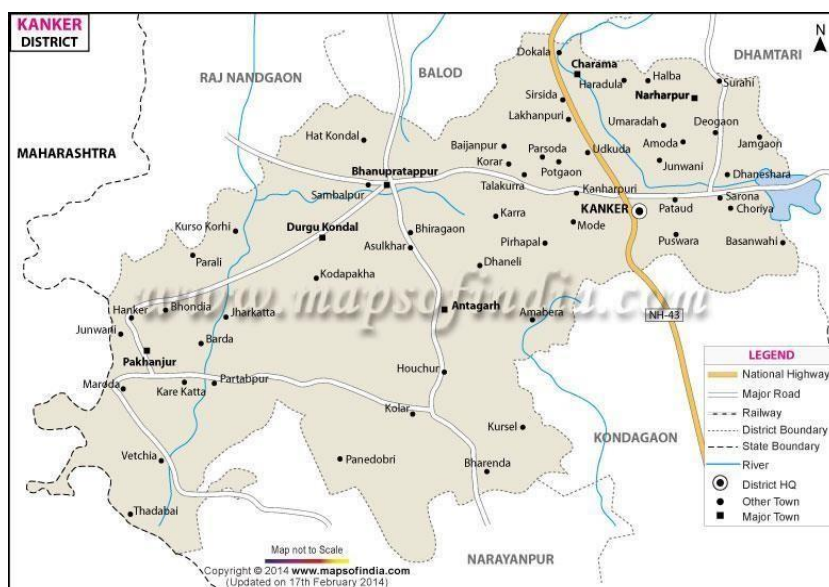 KANKER
DISTRICT
N
RAJ NANDGAON
BALOD
DHAMTARI
MAHARASHTRA
KONDAGAON
NARAYANPUR
Dokala
Charama
Haradula
Halba
Surahi
Narharpur
Sirsida
Lakhanpuri
Umaradah
Deogaon
Hat Kondal
Baijanpur
Parsoda
Udkuda
Amoda
Jamgaon
Korar
Potgaon
Junwani
Bhanupratappur
Talakurra
Dhaneshara
Sambalpur
Kanharpuri
Sarona
KANKER
Pataud
Choriya
Karra
Mode
Kurso Korhi
Durgu Kondal
Bhiragaon
Asulkhar
Pirhapal
Puswara
Basanwahi
Parali
Dhaneli
Kodapakha
www.mapsofindia.com
Hanker
Bhondia
Jharkatta
Antagarh
Amabera
NH-43
Junwani
Barda
Pakhanjur
Houchur
Maroda
Kare Katta
Partabpur
Kolar
Kursel
Vetchia
Panedobri
Bharenda
Thadabai
LEGEND
National Highway
Major Road
Railway
District Boundary
State Boundary
River
District HQ
Other Town
Major Town
Map not to Scale
Copyright © 2014 www.mapsofindia.com
(Updated on 17th February 2014)